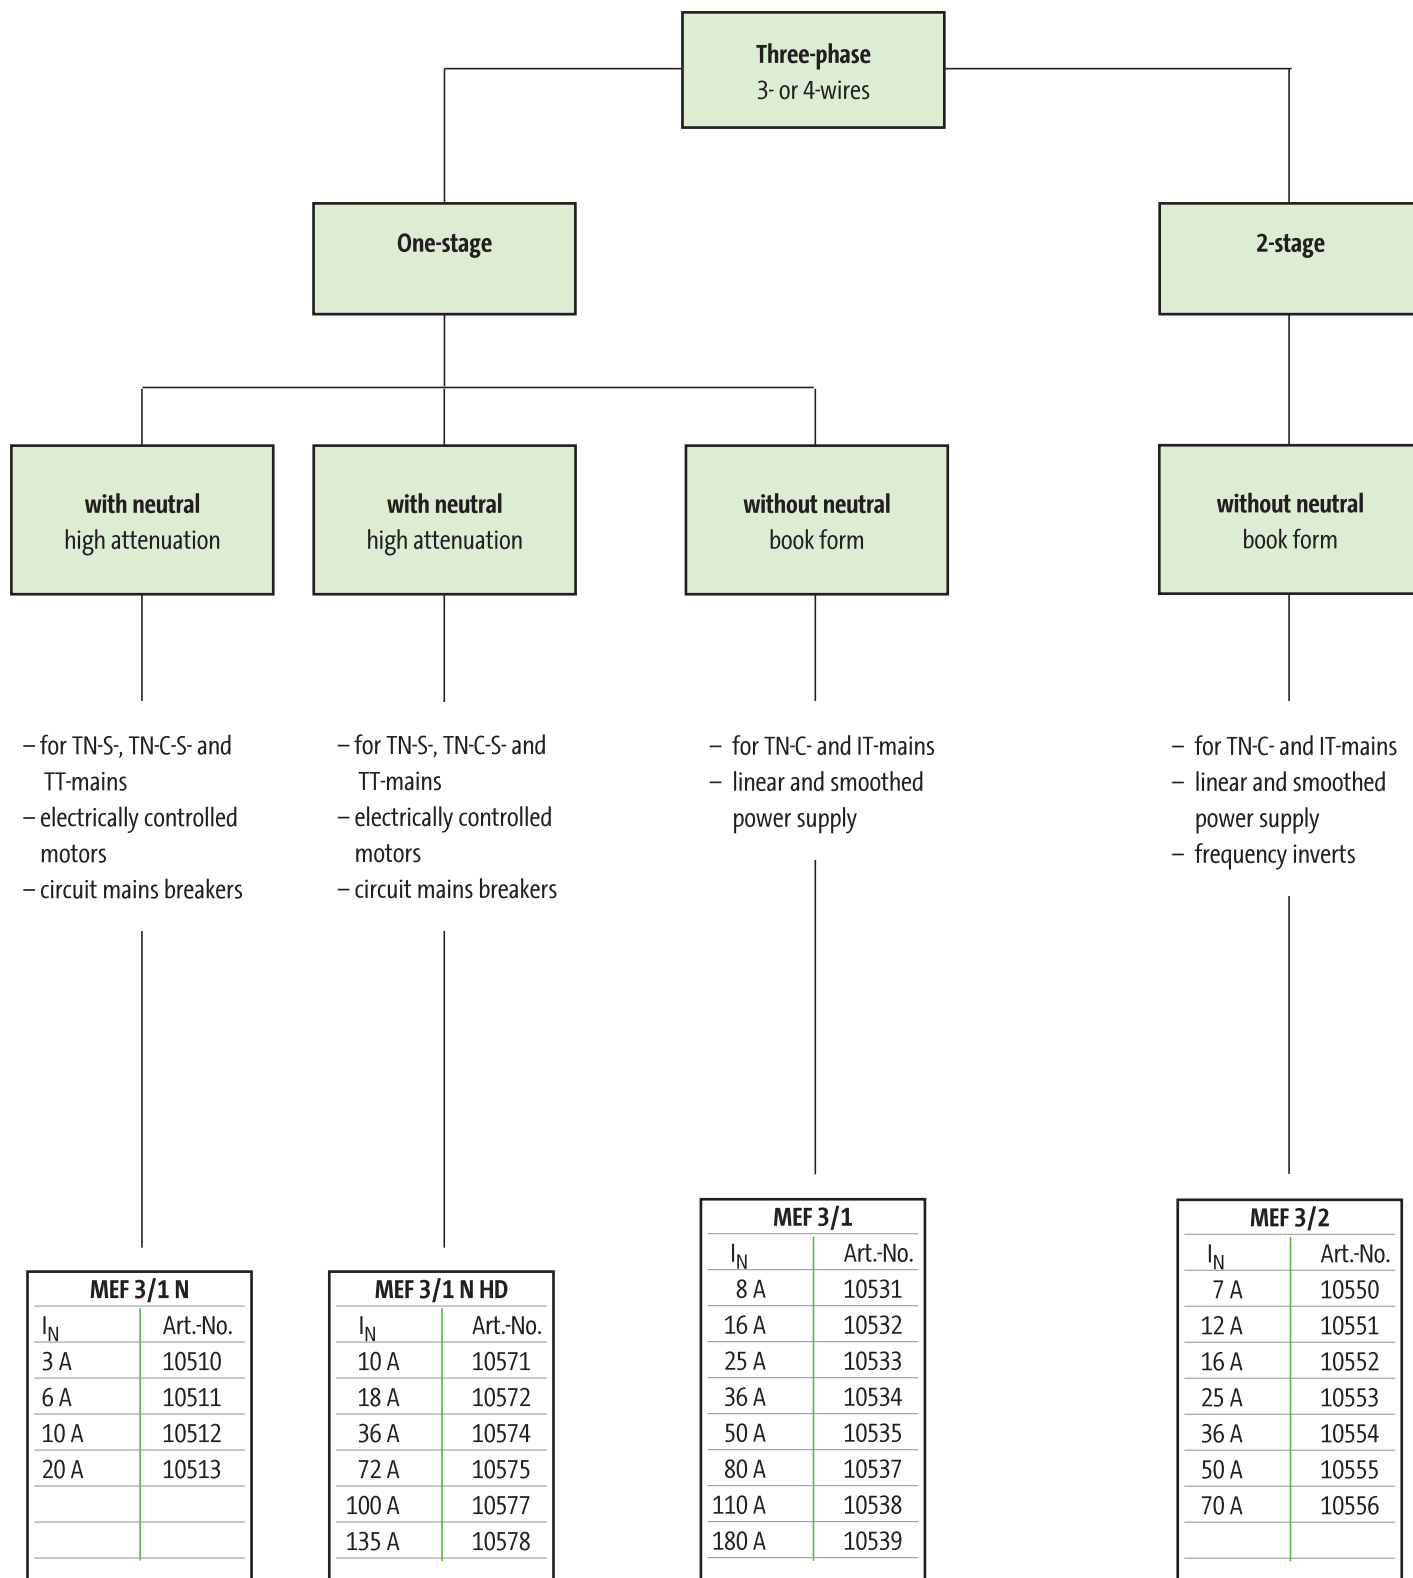 Three-phase
3- or 4-wires
One-stage
2-stage
with neutral
high attenuation
with neutral
high attenuation
without neutral
book form
without neutral
book form
– for TN-S-, TN-C-S- and
TT-mains
– electrically controlled
motors
– circuit mains breakers
– for TN-S-, TN-C-S- and
TT-mains
– electrically controlled
motors
– circuit mains breakers
– for TN-C- and IT-mains
– linear and smoothed
power supply
– for TN-C- and IT-mains
– linear and smoothed
power supply
– frequency inverts
MEF 3/1 N
IN Art.-No.
3 A 10510
6 A 10511
10 A 10512
20 A 10513
MEF 3/1 N HD
IN Art.-No.
10 A 10571
18 A 10572
36 A 10574
72 A 10575
100 A 10577
135 A 10578
MEF 3/1
IN Art.-No.
8 A 10531
16 A 10532
25 A 10533
36 A 10534
50 A 10535
80 A 10537
110 A 10538
180 A 10539
MEF 3/2
IN Art.-No.
7 A 10550
12 A 10551
16 A 10552
25 A 10553
36 A 10554
50 A 10555
70 A 10556